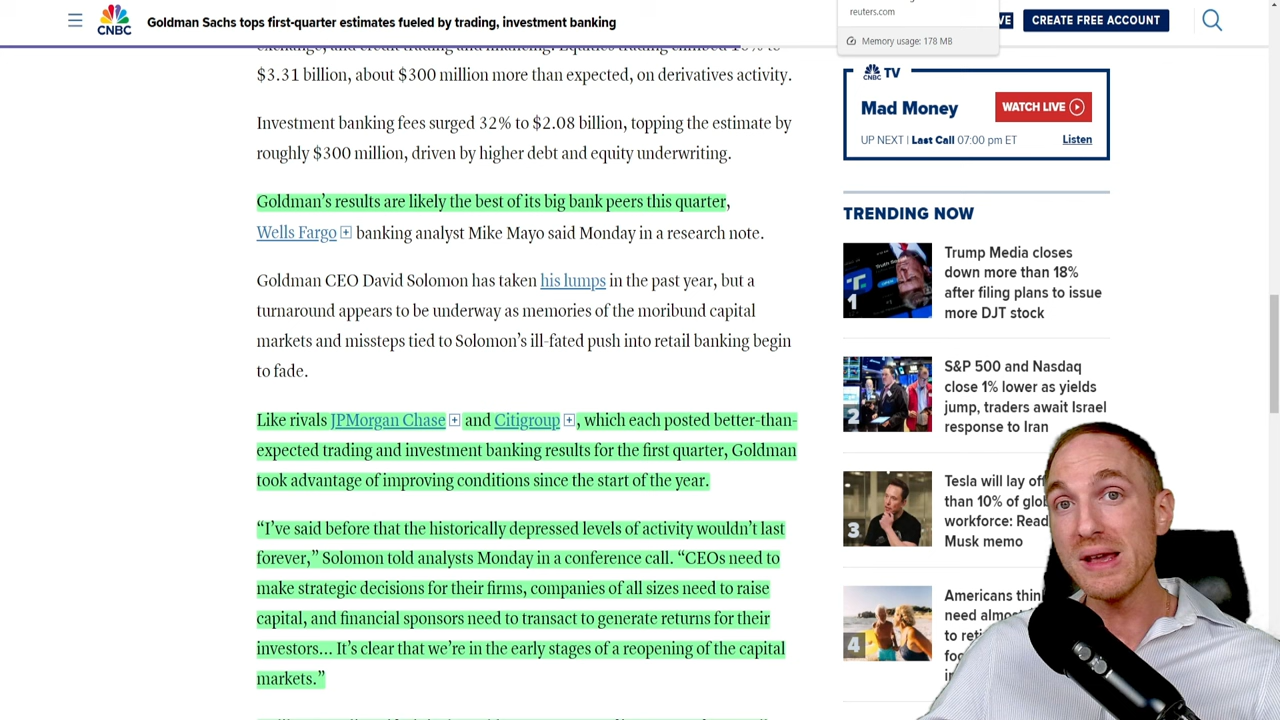 CNBC
Goldman Sachs tops first-quarter estimates fueled by trading, investment banking
reuters.com
Memory usage: 178 MB
VE
CREATE FREE ACCOUNT
exchange, and credit trading and financing. Equities trading climbed 10% to
$3.31 billion, about $300 million more than expected, on derivatives activity.
Investment banking fees surged 32% to $2.08 billion, topping the estimate by
roughly $300 million, driven by higher debt and equity underwriting.
Goldman’s results are likely the best of its big bank peers this quarter,
Wells Fargo banking analyst Mike Mayo said Monday in a research note.
Goldman CEO David Solomon has taken his lumps in the past year, but a
turnaround appears to be underway as memories of the moribund capital
markets and missteps tied to Solomon’s ill-fated push into retail banking begin
to fade.
Like rivals JPMorgan Chase and Citigroup, which each posted better-than-
expected trading and investment banking results for the first quarter, Goldman
took advantage of improving conditions since the start of the year.
“I’ve said before that the historically depressed levels of activity wouldn’t last
forever,” Solomon told analysts Monday in a conference call. “CEOs need to
make strategic decisions for their firms, companies of all sizes need to raise
capital, and financial sponsors need to transact to generate returns for their
investors… It’s clear that we’re in the early stages of a reopening of the capital
markets.”
CNBC TV
Mad Money
WATCH LIVE
UP NEXT | Last Call 07:00 pm ET
Listen
TRENDING NOW
1
Trump Media closes
down more than 18%
after filing plans to issue
more DJT stock
2
S&P 500 and Nasdaq
close 1% lower as yields
jump, traders await Israel
response to Iran
3
Tesla will lay off
than 10% of glo
workforce: Read
Musk memo
4
Americans thin
need almo
to reti